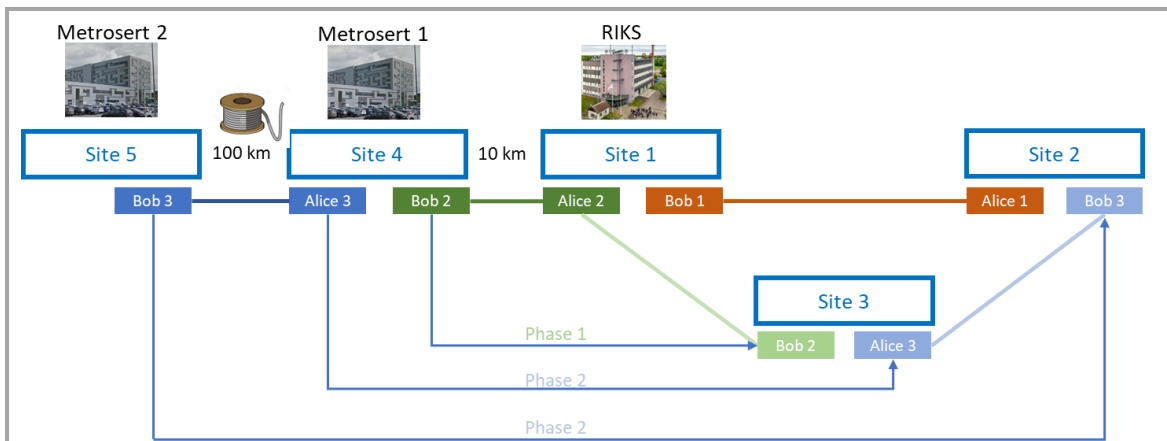 Metrosert 2
Metrosert 1
RIKS
Site 5
100 km
Site 4
10 km
Site 1
Site 2
Bob 3
Alice 3
Bob 2
Alice 2
Bob 1
Alice 1
Bob 3
Site 3
Phase 1
Bob 2
Alice 3
Phase 2
Phase 2